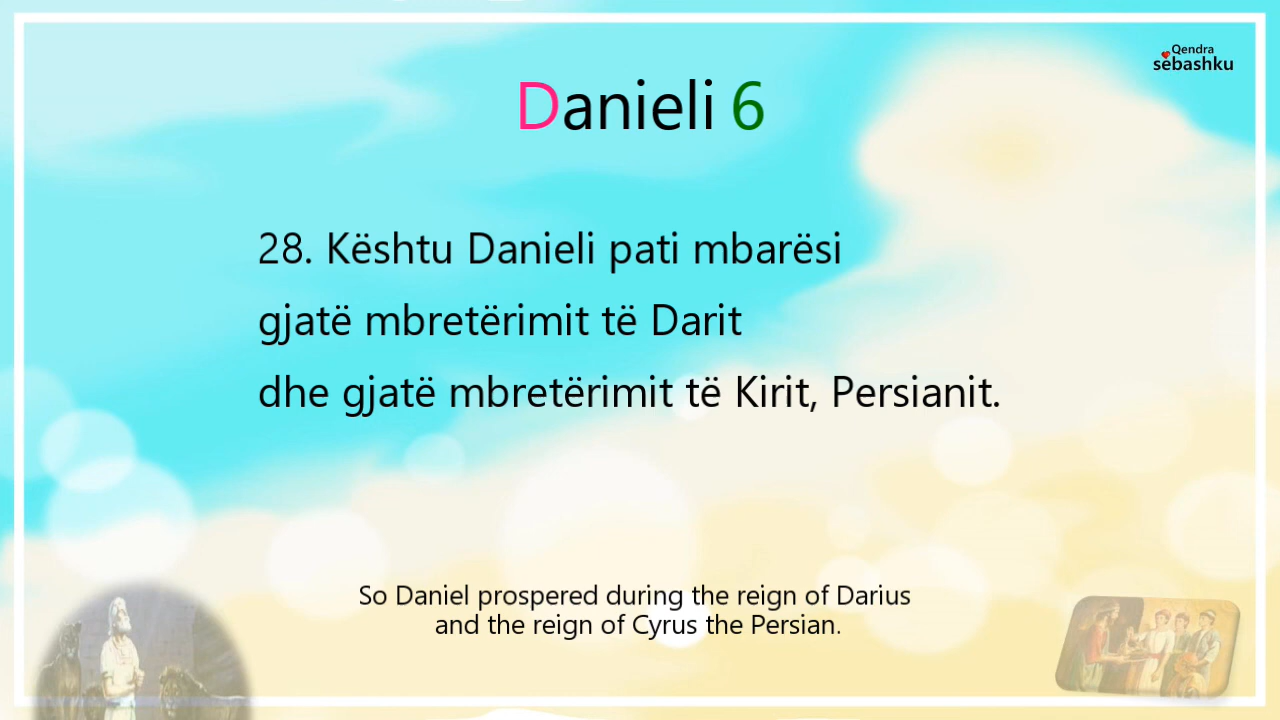 Qendra
sëbashku
Danieli 6
28. Kështu Danieli pati mbarësi
gjatë mbretërimit të Darit
dhe gjatë mbretërimit të Kirit, Persianit.
So Daniel prospered during the reign of Darius
and the reign of Cyrus the Persian.